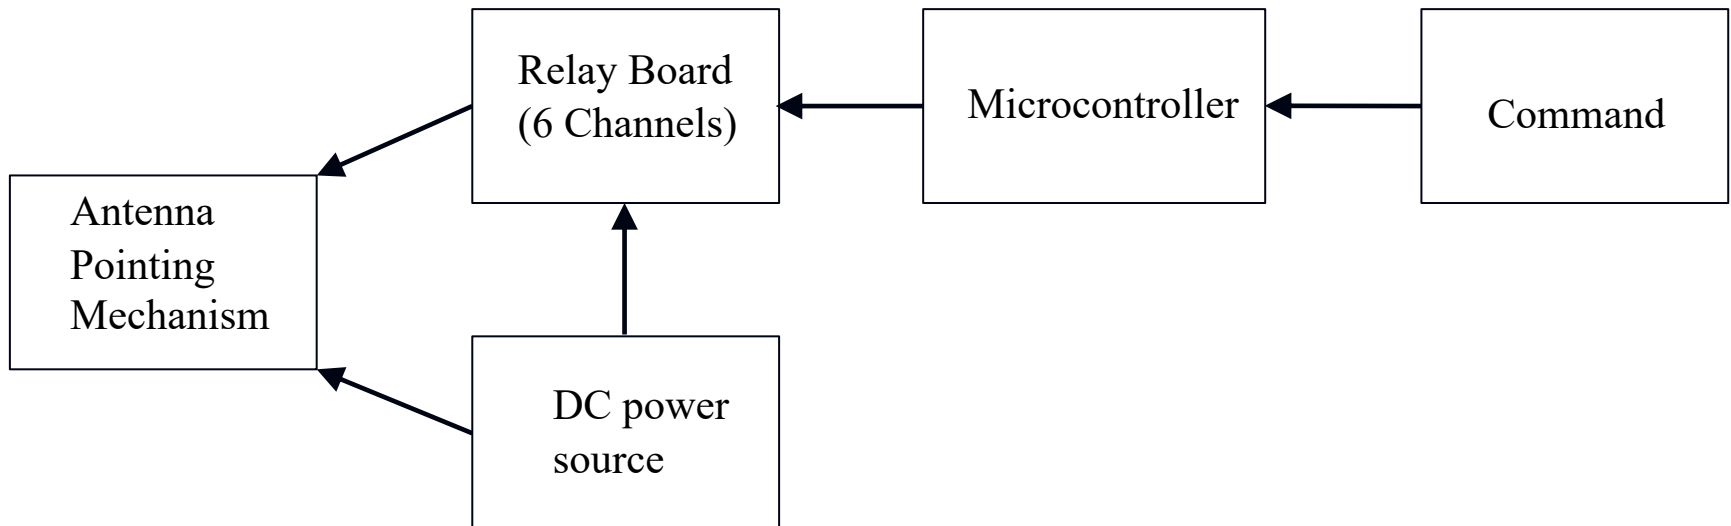 Relay Board
(6 Channels)
Microcontroller
Command
Antenna
Pointing
Mechanism
DC power
source